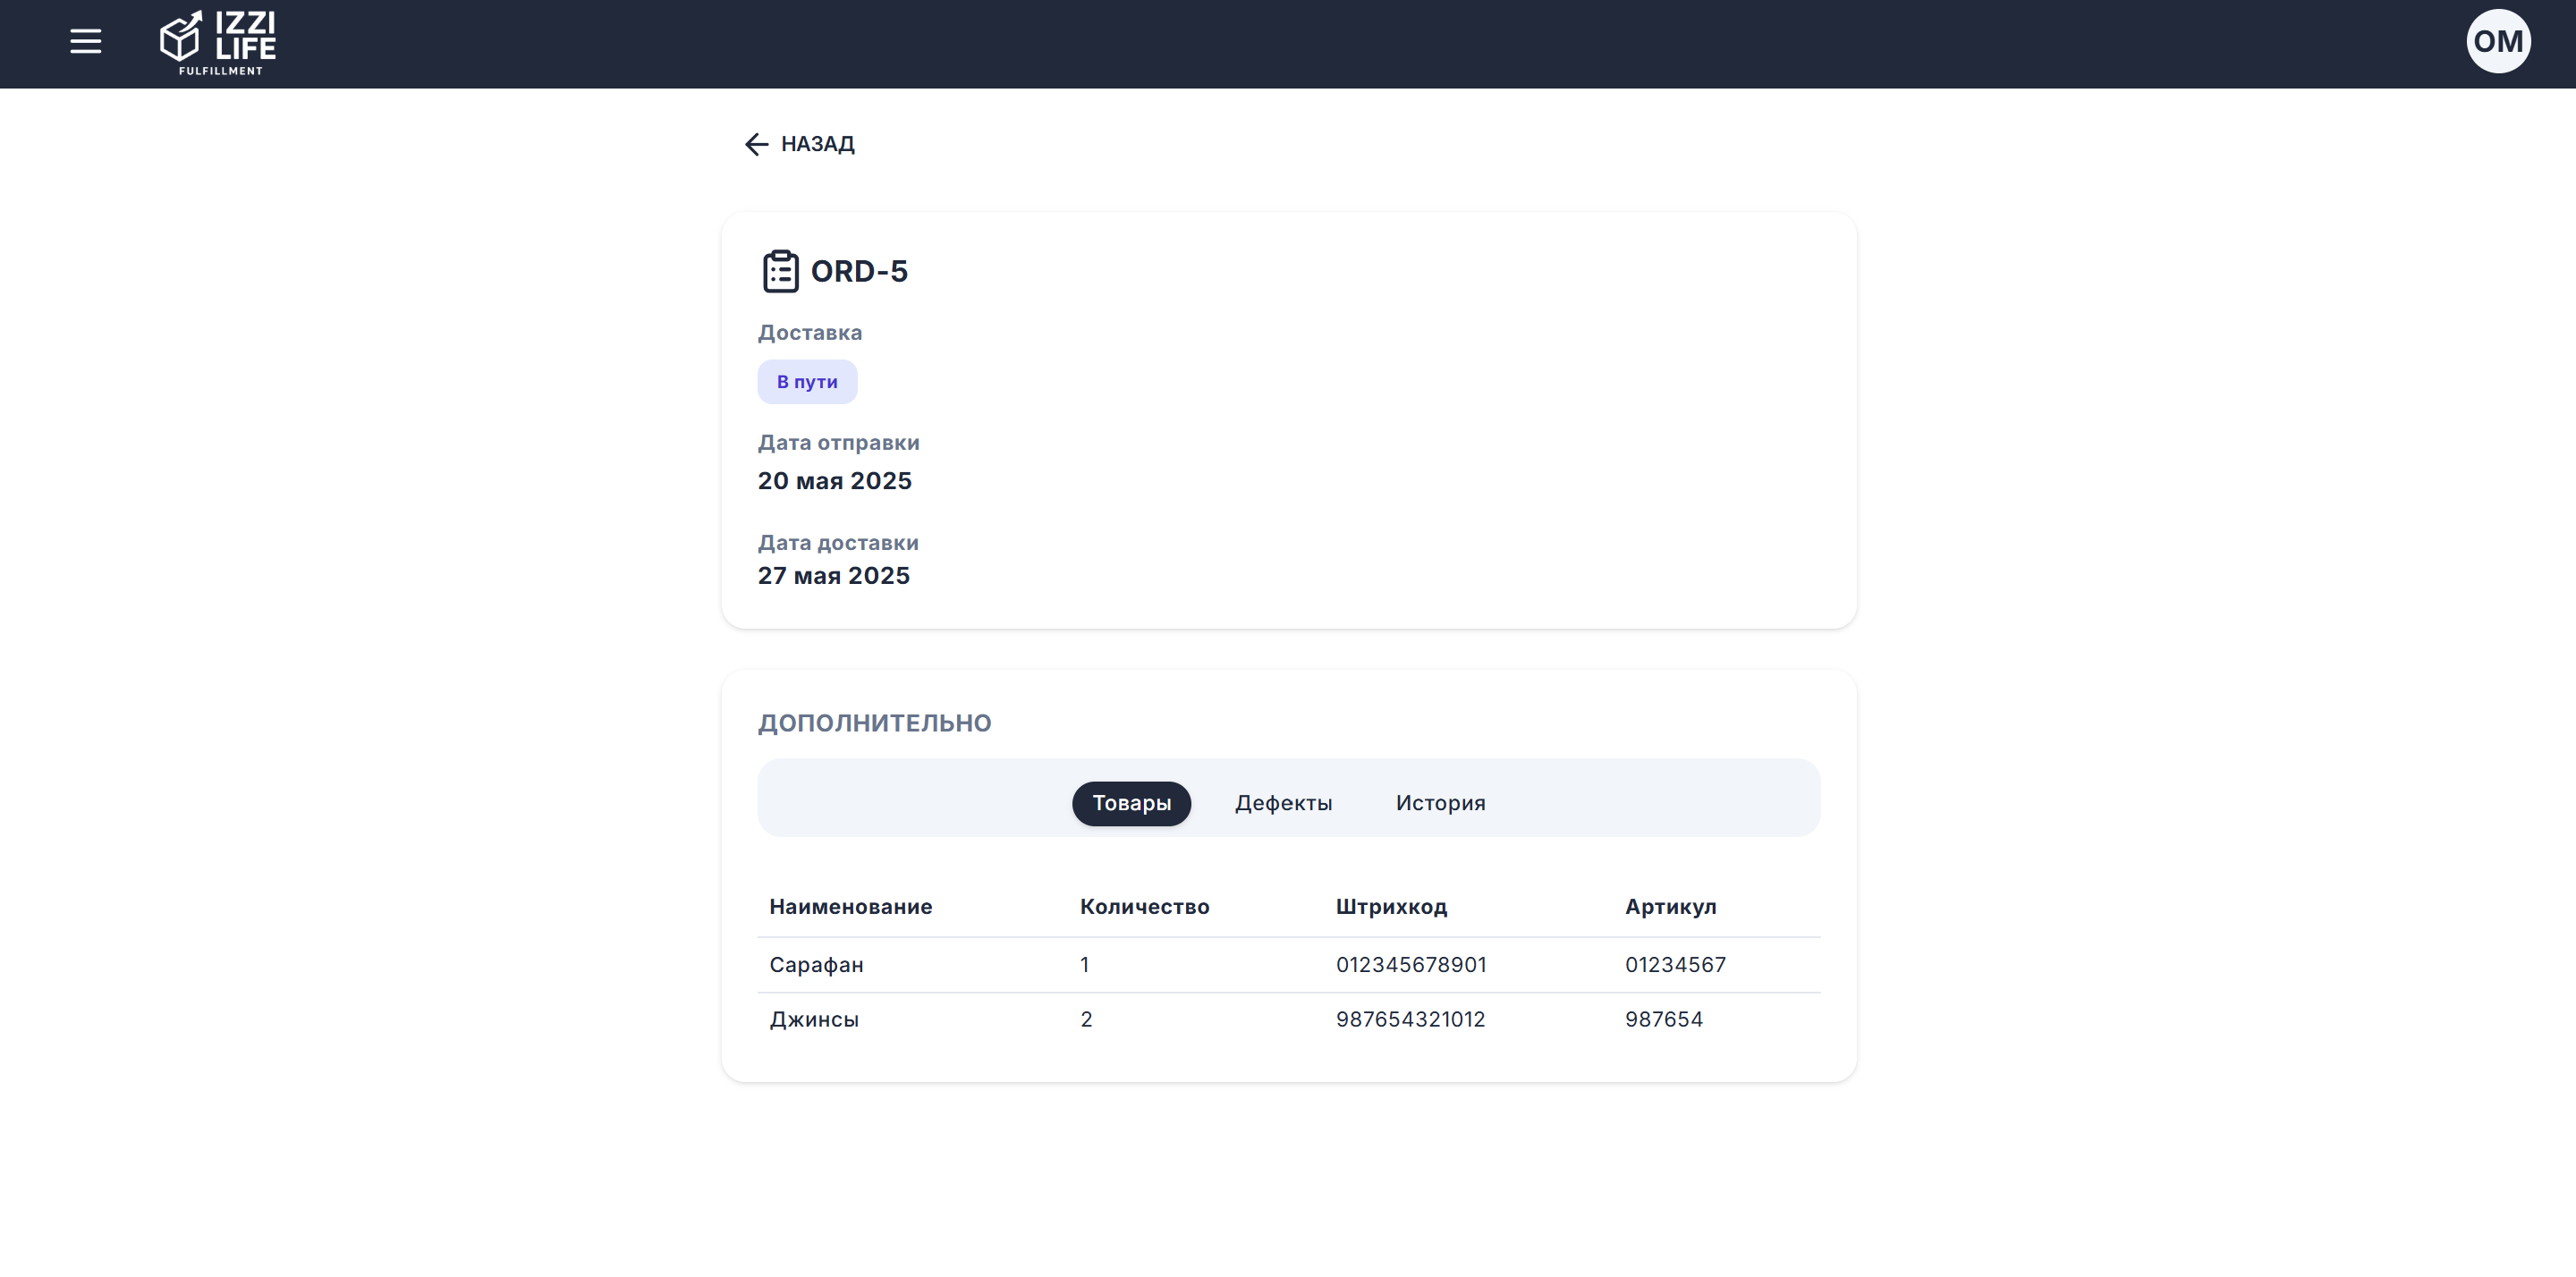 IZZI
LIFE
FULFILLMENT
OM
НАЗАД
ORD-5
Доставка
В пути
Дата отправки
20 мая 2025
Дата доставки
27 мая 2025
ДОПОЛНИТЕЛЬНО
Товары Дефекты История
Наименование Количество Штрихкод Артикул
Сарафан 1 012345678901 01234567
Джинсы 2 987654321012 987654